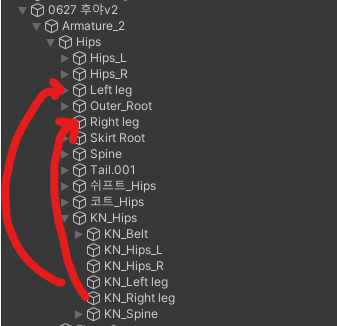 0627 후야v2
Armature_2
Hips
Hips_L
Hips_R
Left leg
Outer_Root
Right leg
Skirt Root
Spine
Tail.001
쉬프트_Hips
코트_Hips
KN_Hips
KN_Belt
KN_Hips_L
KN_Hips_R
KN_Left leg
KN_Right leg
KN_Spine